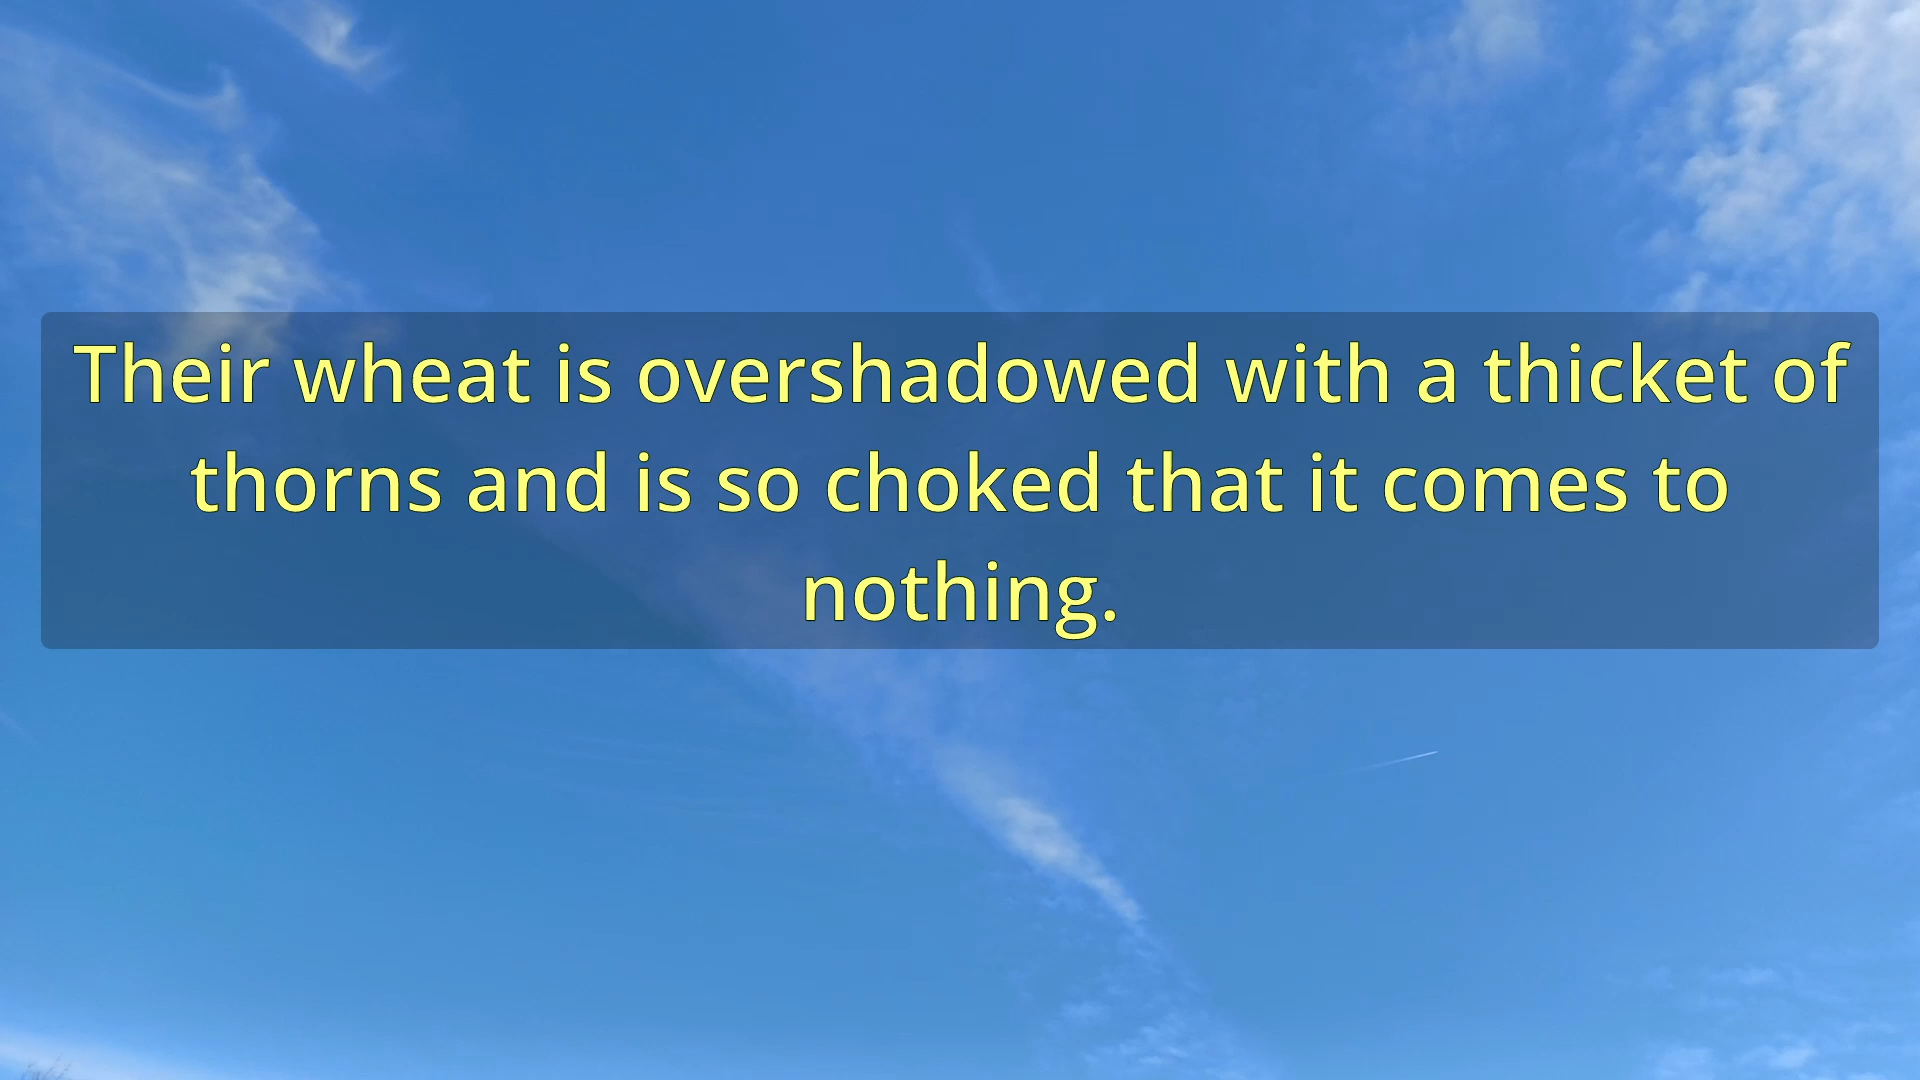 Their wheat is overshadowed with a thicket of
thorns and is so choked that it comes to
nothing.